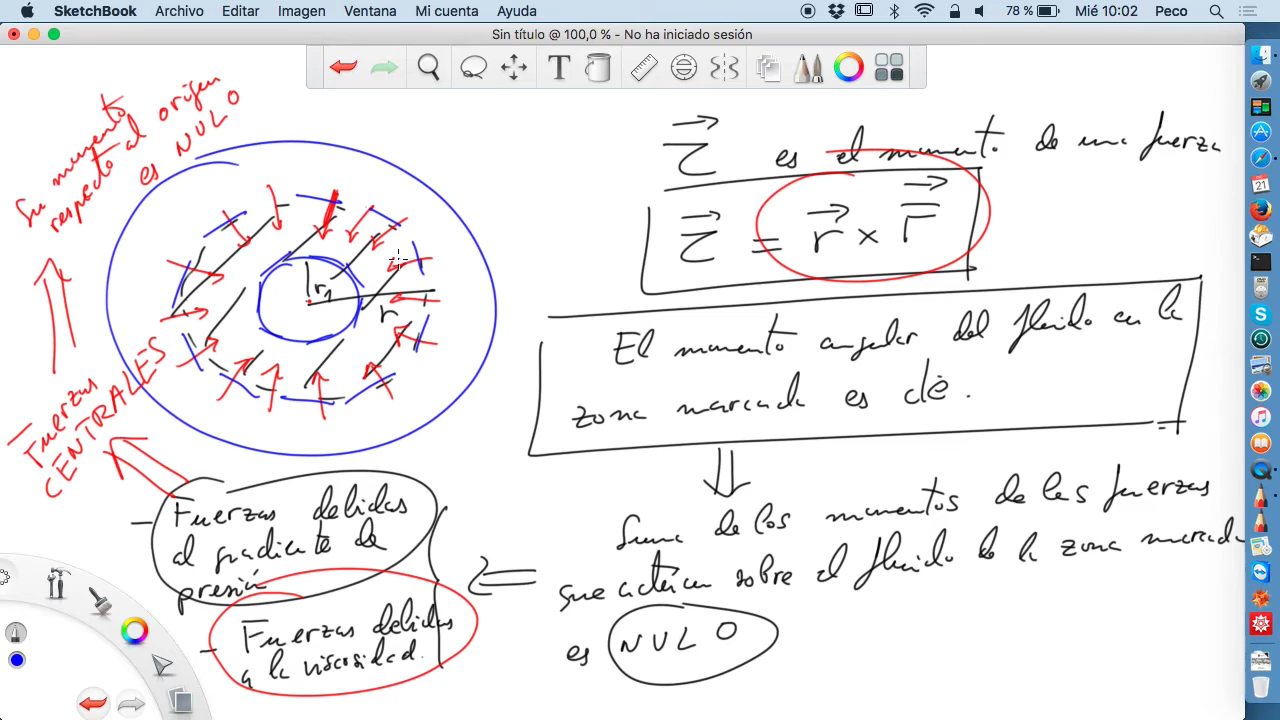 SketchBook Archivo Editar Imagen Ventana Mi cuenta Ayuda 78 % Mié 10:02 Peco
Sin título @ 100,0 % - No ha iniciado sesión
Su momento
respecto al origen
es NULO
r₁
r
Fuerzas
CENTRALES
τ es el momento de una fuerza
τ = r × F
El momento angular del fluido en la
zona marcada es cte.
⇓
Suma de los momentos de las fuerzas
que actúan sobre el fluido de la zona marcada
es NULO
- Fuerzas debidas
al gradiente de
presión
- Fuerzas debidas
a la viscosidad.
21